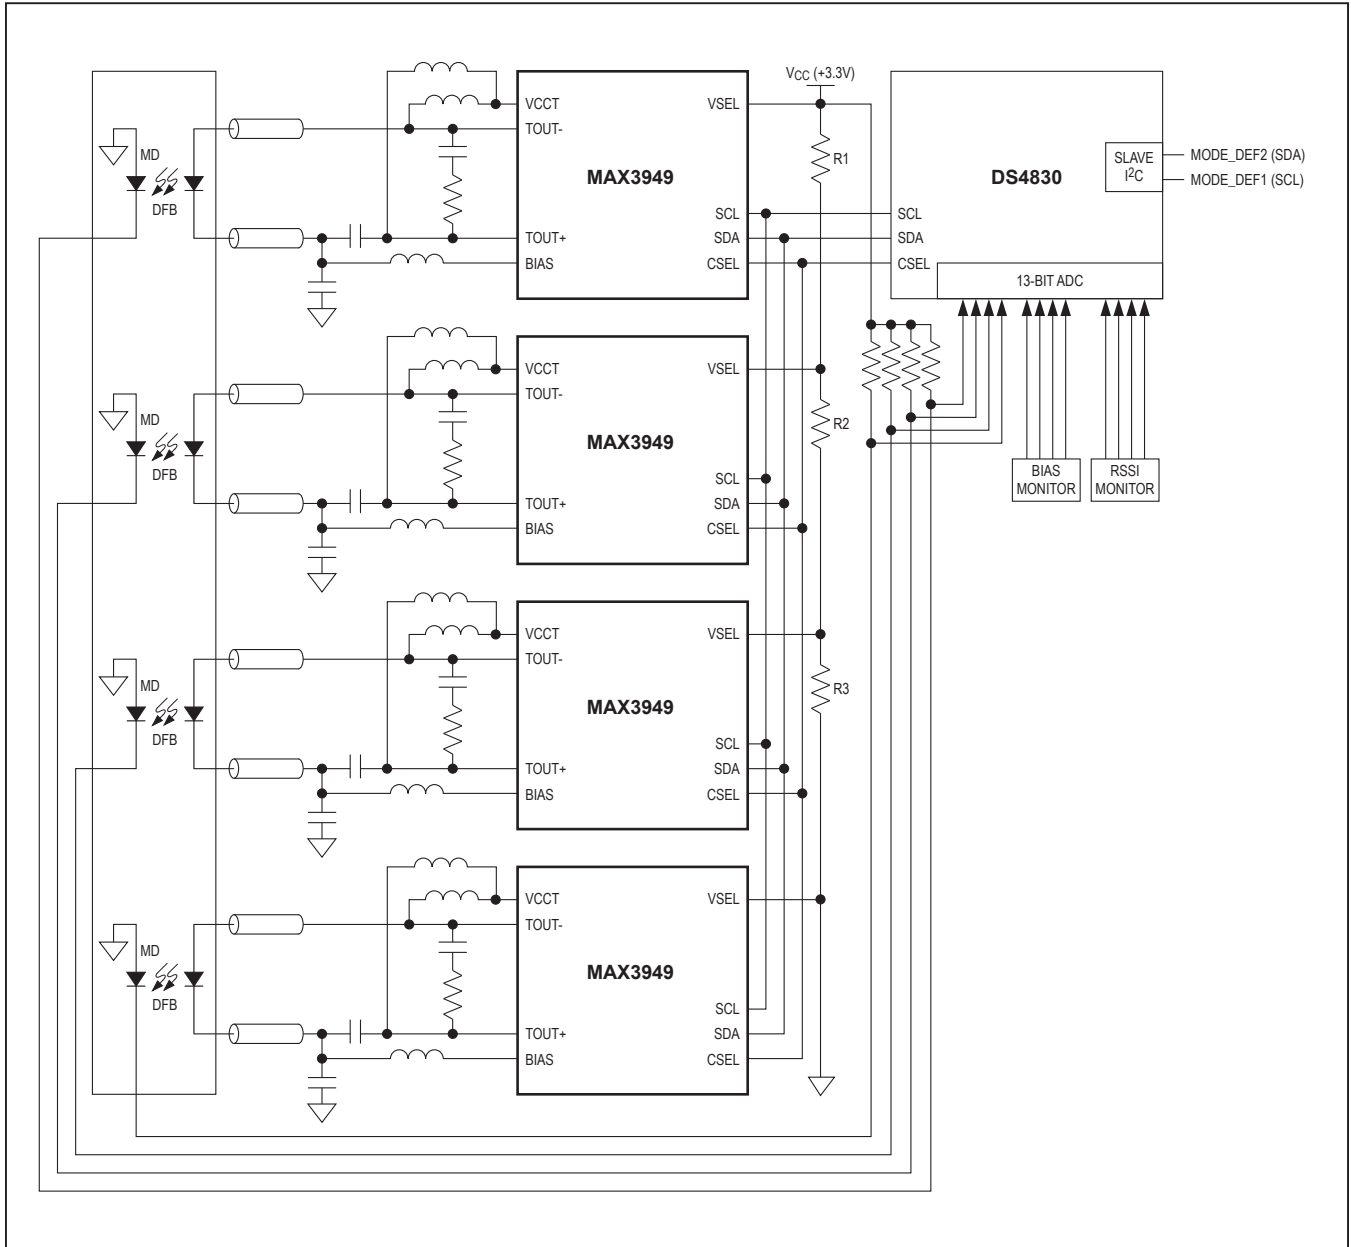 VCC (+3.3V)
VCCT
VSEL
TOUT-
MD
R1
SLAVE
I2C
MODE_DEF2 (SDA)
MODE_DEF1 (SCL)
MAX3949
DS4830
DFB
SCL
SCL
TOUT+
SDA
SDA
BIAS
CSEL
CSEL
13-BIT ADC
VCCT
VSEL
TOUT-
MD
R2
MAX3949
DFB
BIAS
MONITOR
RSSI
MONITOR
SCL
TOUT+
SDA
BIAS
CSEL
VCCT
VSEL
TOUT-
MD
R3
MAX3949
DFB
SCL
TOUT+
SDA
BIAS
CSEL
VCCT
VSEL
TOUT-
MD
MAX3949
DFB
SCL
TOUT+
SDA
BIAS
CSEL